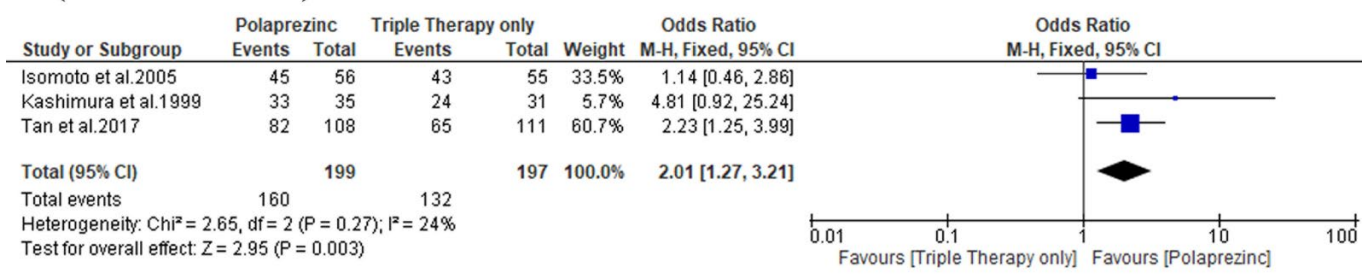 Polaprezinc Triple Therapy only Odds Ratio Odds Ratio
Study or Subgroup Events Total Events Total Weight M-H, Fixed, 95% CI M-H, Fixed, 95% CI
Isomoto et al.2005 45 56 43 55 33.5% 1.14 [0.46, 2.86]
Kashimura et al.1999 33 35 24 31 5.7% 4.81 [0.92, 25.24]
Tan et al.2017 82 108 65 111 60.7% 2.23 [1.25, 3.99]
Total (95% CI) 199 197 100.0% 2.01 [1.27, 3.21]
Total events 160 132
Heterogeneity: Chi² = 2.65, df = 2 (P = 0.27); I² = 24%
Test for overall effect: Z = 2.95 (P = 0.003)
0.01 0.1 1 10 100
Favours [Triple Therapy only] Favours [Polaprezinc]